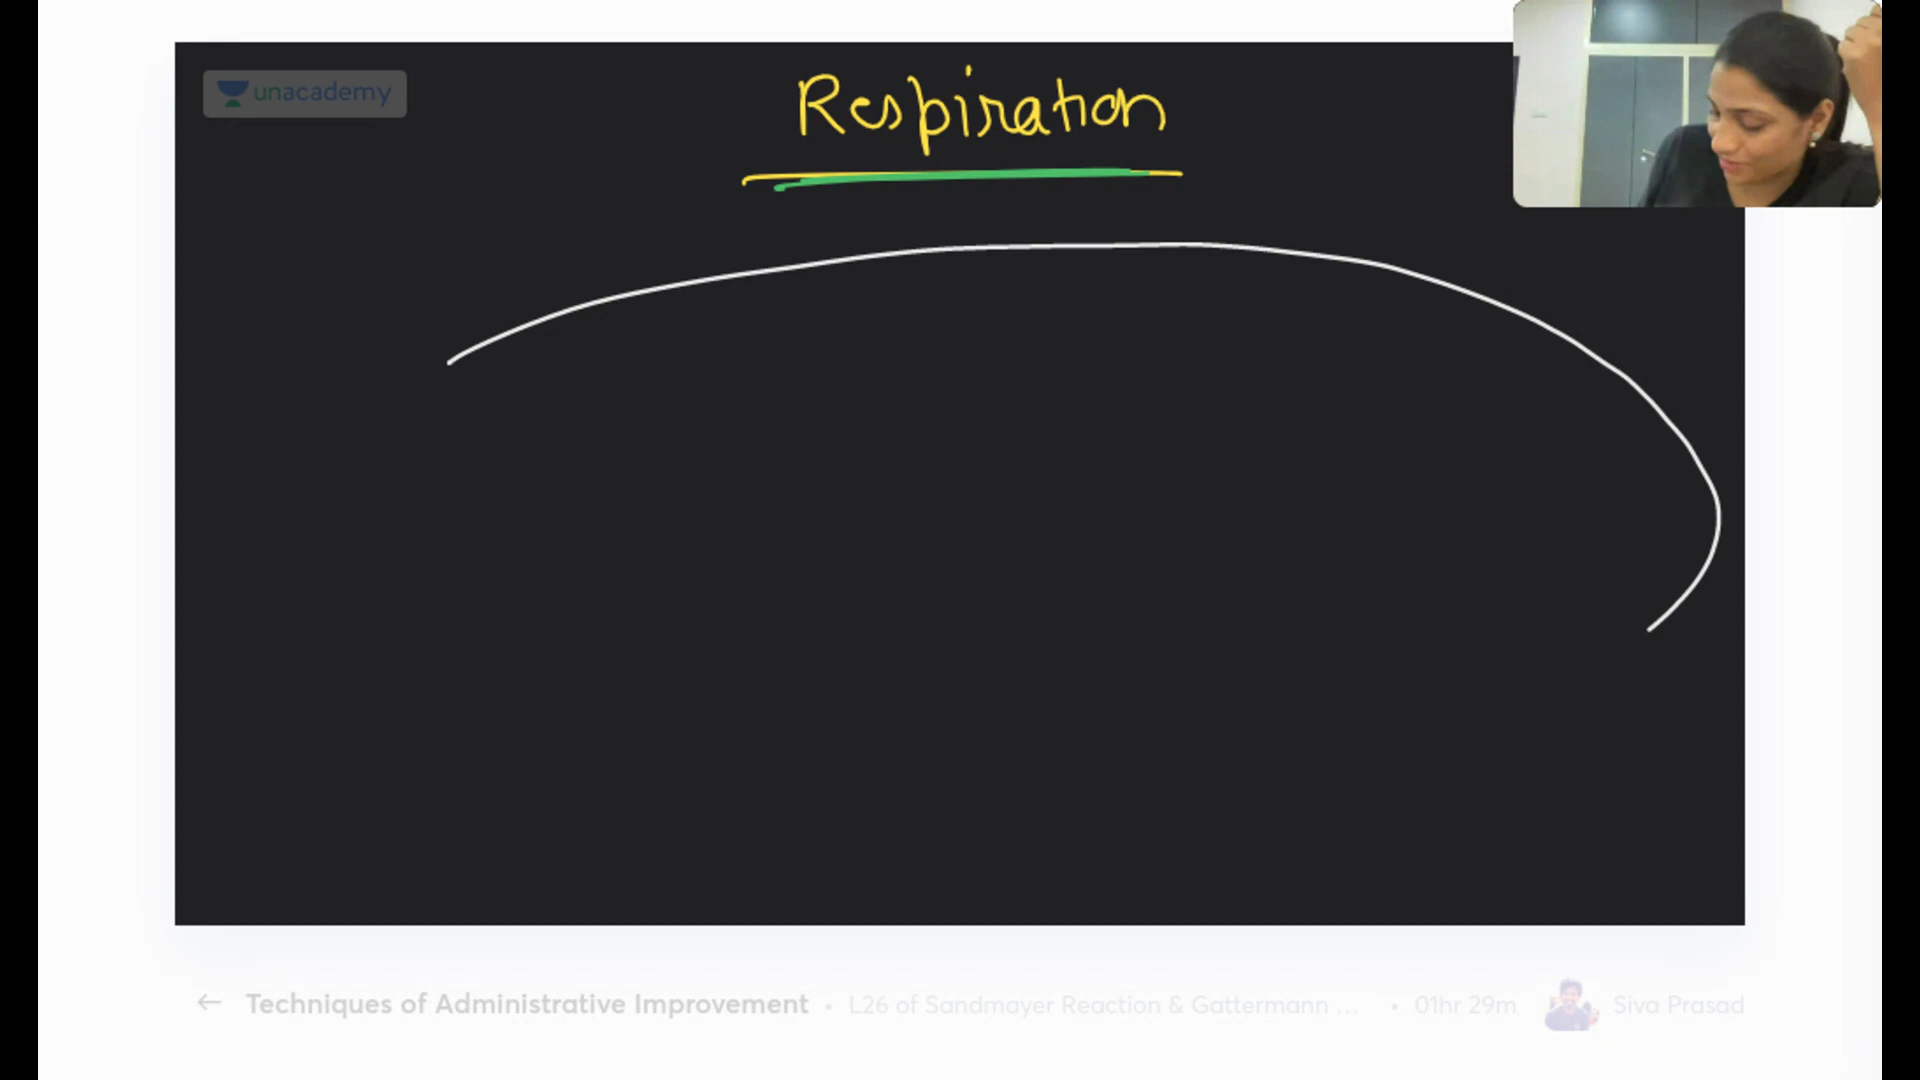 unacademy
Respiration
← Techniques of Administrative Improvement • L26 of Sandmayer Reaction & Gattermann ... • 01hr 29m Siva Prasad